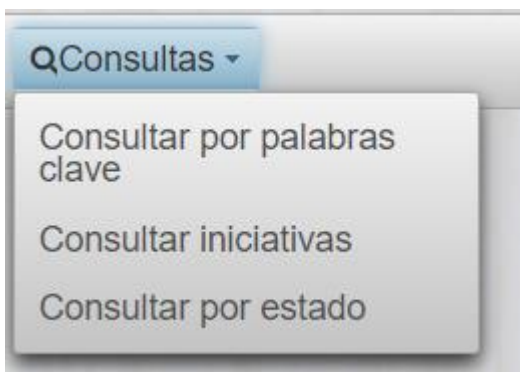 Consultas
Consultar por palabras
clave
Consultar iniciativas
Consultar por estado